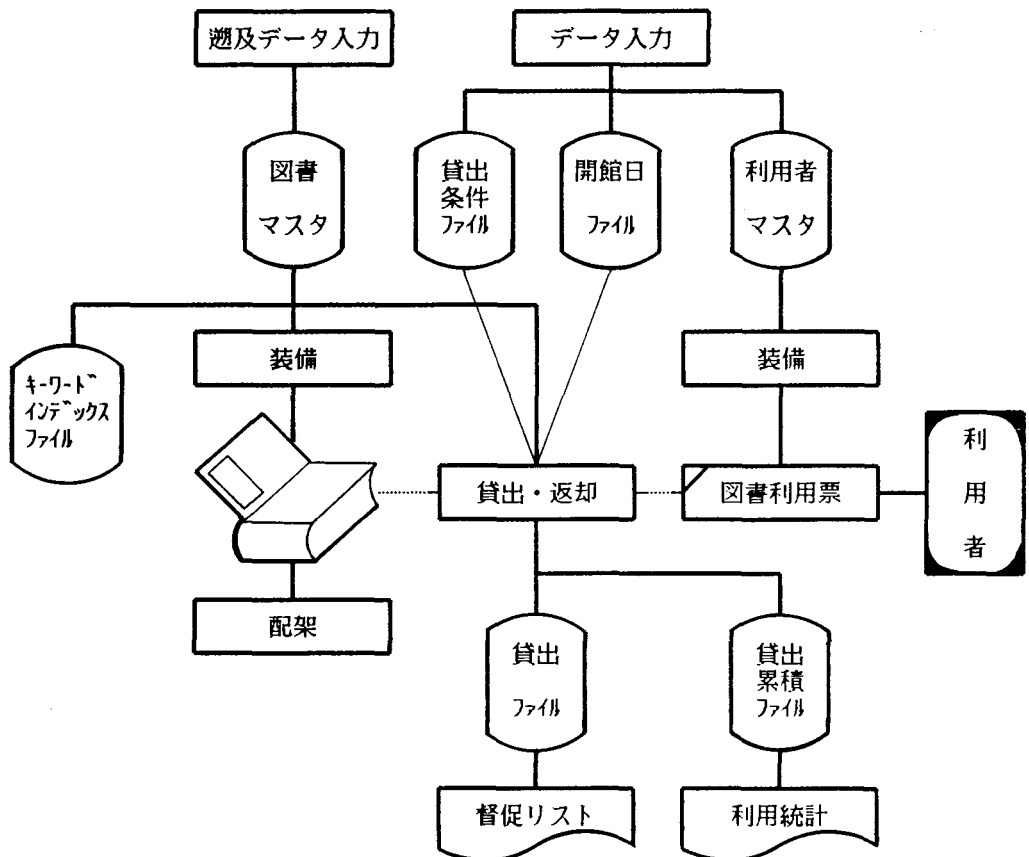 遡及データ入力
データ入力
図書
マスタ
貸出
条件
ファイル
開館日
ファイル
利用者
マスタ
キーワード
インデックス
ファイル
装備
装備
貸出・返却
図書利用票
利
用
者
配架
貸出
ファイル
貸出
累積
ファイル
督促リスト
利用統計